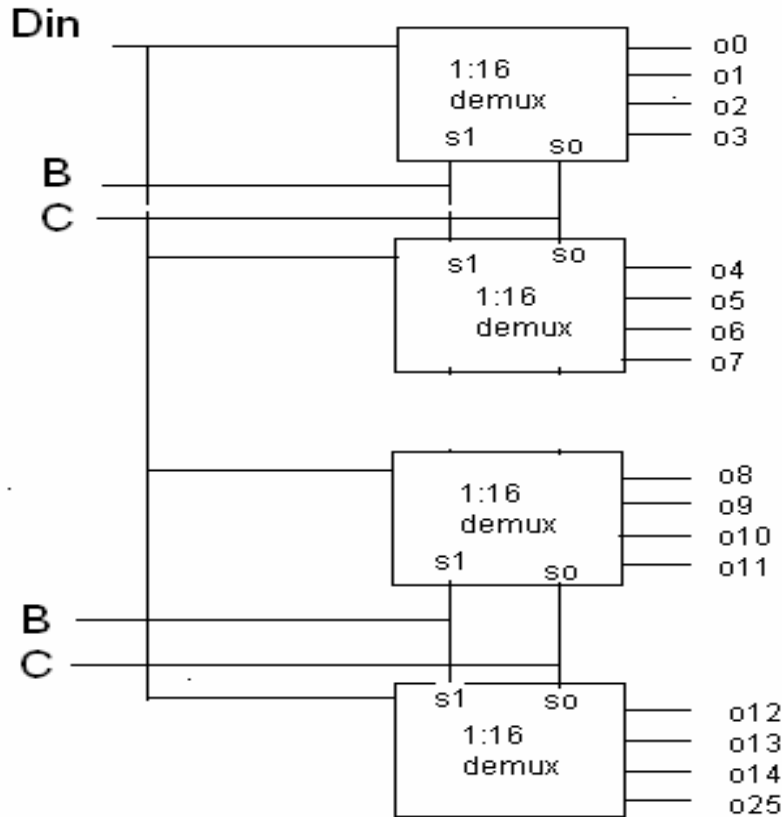 Din
1:16
demux
s1 so
o0
o1
o2
o3
B
C
s1 so
1:16
demux
o4
o5
o6
o7
1:16
demux
s1 so
o8
o9
o10
o11
B
C
s1 so
1:16
demux
o12
o13
o14
o25